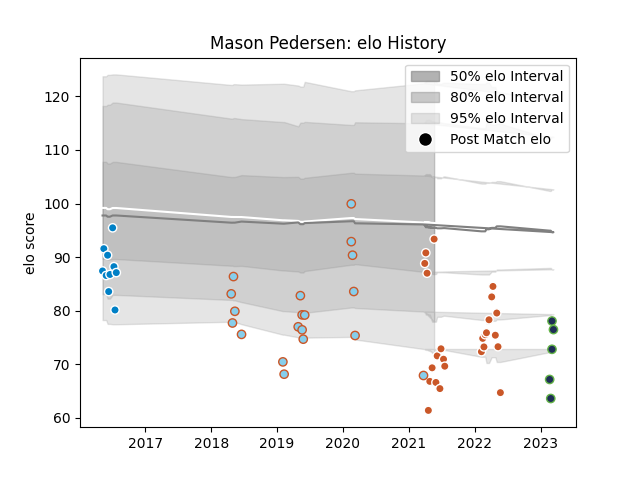 Mason Pedersen: elo History
50% elo Interval
80% elo Interval
95% elo Interval
Post Match elo
elo score
120
110
100
90
80
70
60
2017 2018 2019 2020 2021 2022 2023